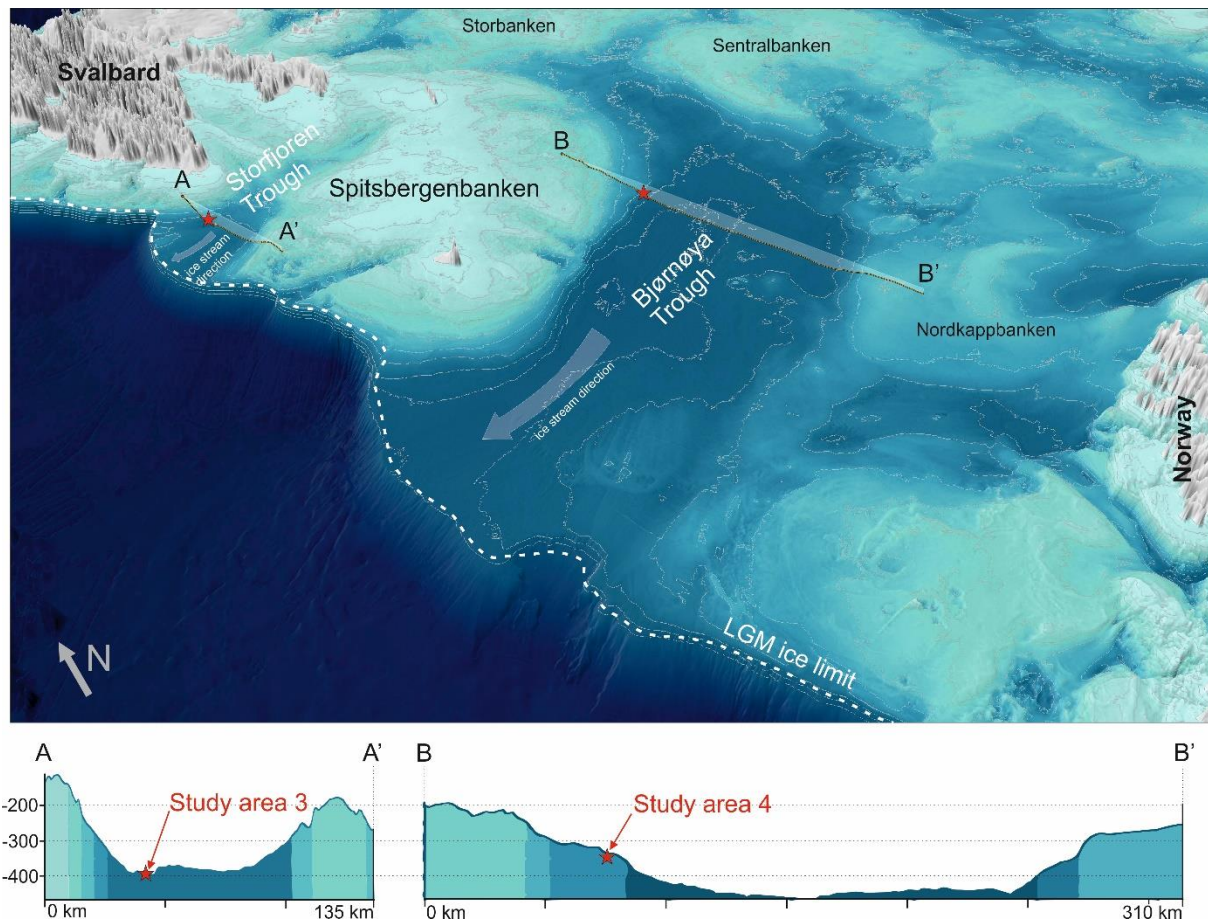 Storbanken
Sentralbanken
Svalbard
Storfjoren
Trough
B
A
Spitsbergenbanken
A'
ice stream
direction
Bjørnøya
Trough
B'
Nordkappbanken
ice stream direction
Norway
LGM ice limit
N
A
A'
B
B'
-200
-300
-400
Study area 3
Study area 4
0 km
135 km
0 km
310 km